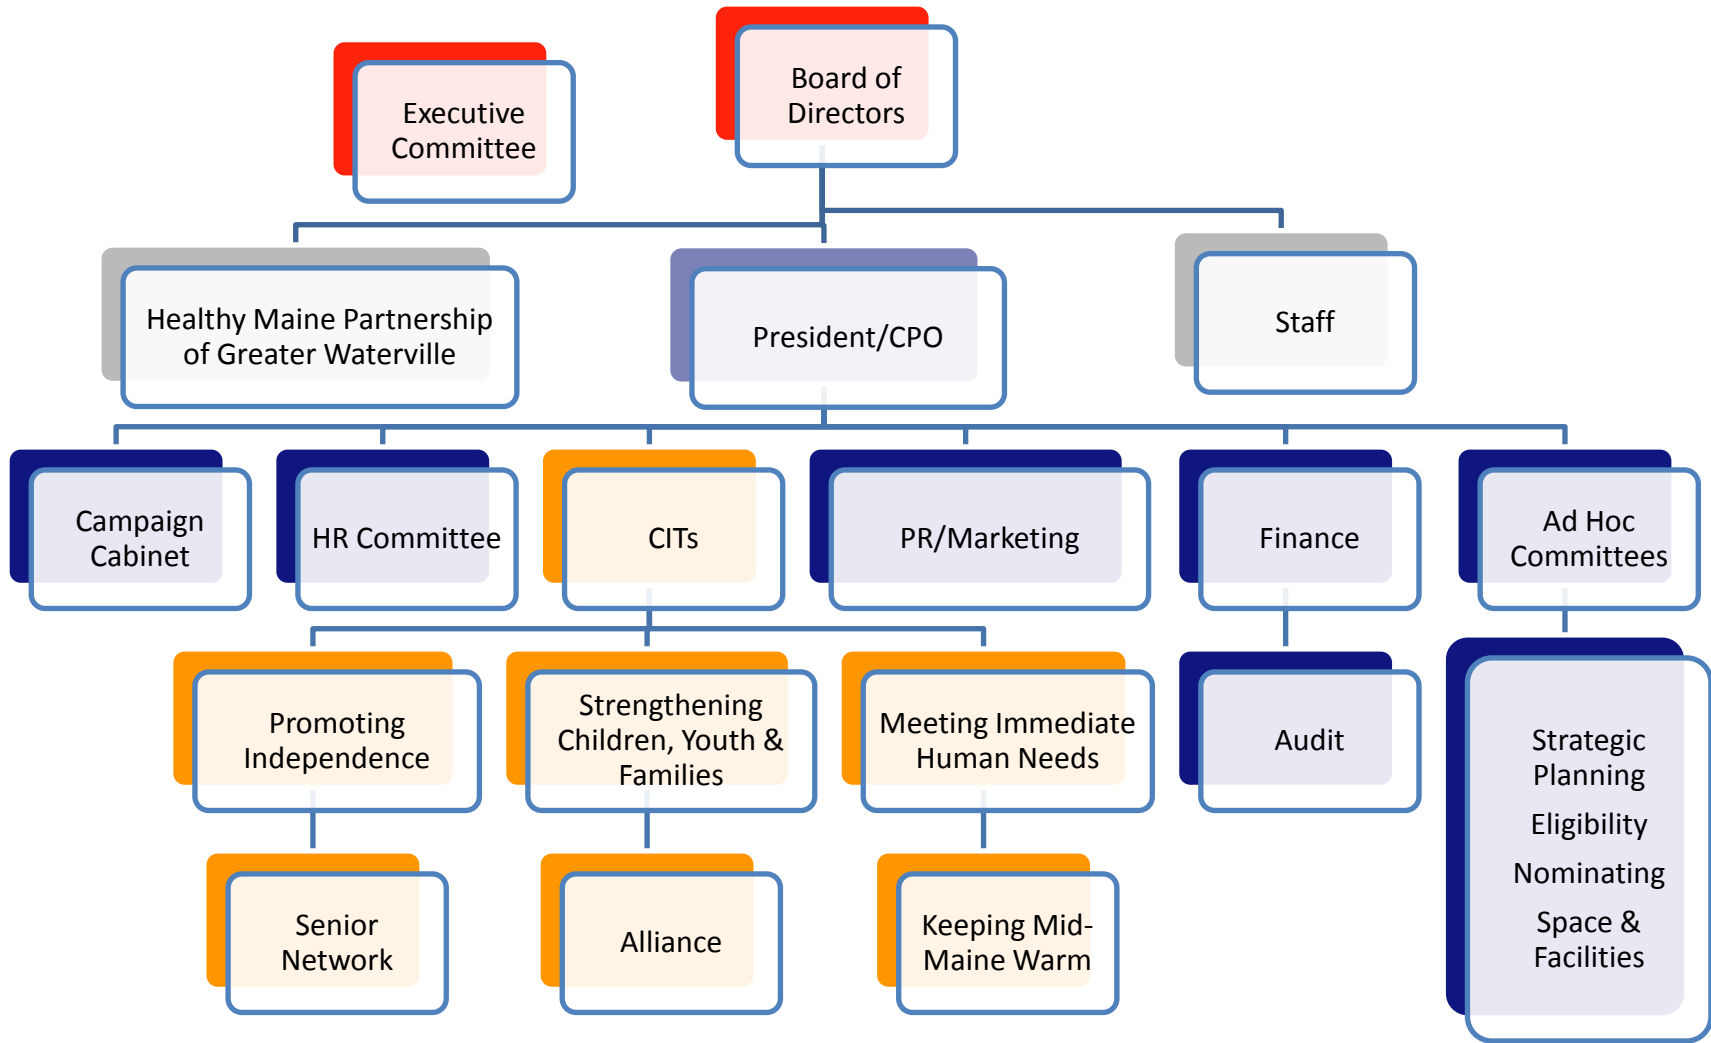 Executive
Committee
Board of
Directors
Healthy Maine Partnership
of Greater Waterville
President/CPO
Staff
Campaign
Cabinet
HR Committee
CITs
PR/Marketing
Finance
Ad Hoc
Committees
Promoting
Independence
Strengthening
Children, Youth &
Families
Meeting Immediate
Human Needs
Audit
Strategic
Planning
Eligibility
Nominating
Space &
Facilities
Senior
Network
Alliance
Keeping Mid-
Maine Warm